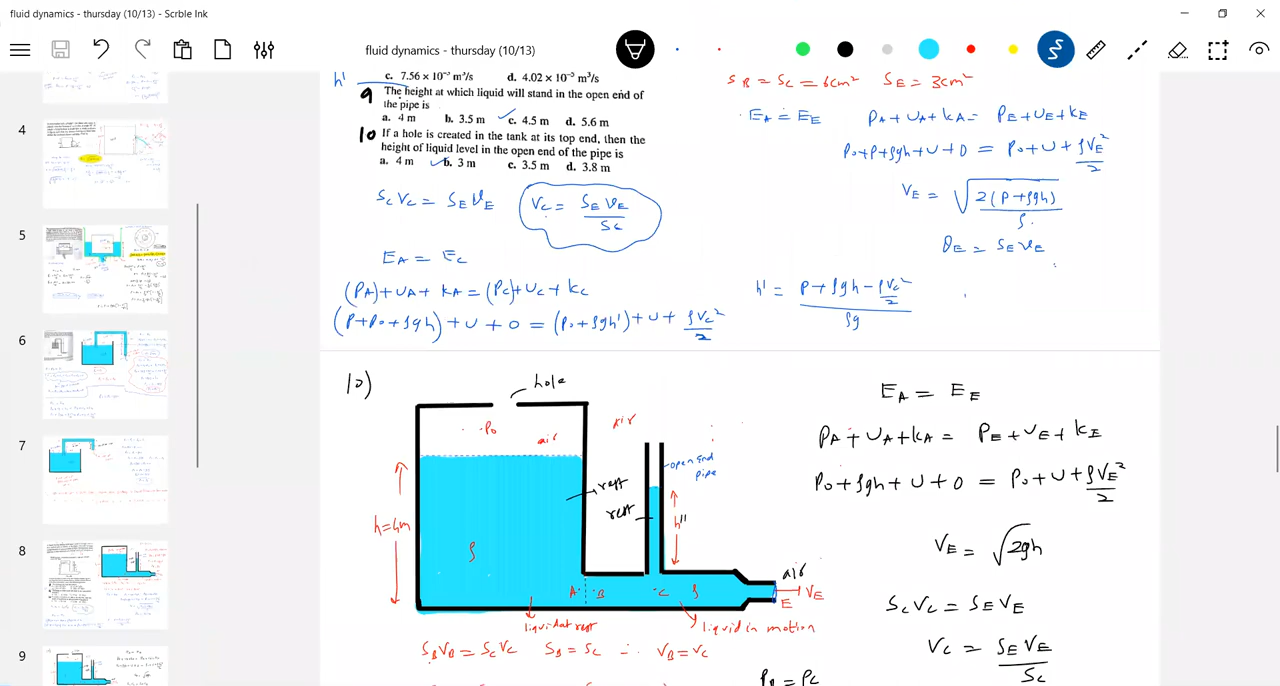 fluid dynamics - thursday (10/13) - Scrble Ink
fluid dynamics - thursday (10/13)
h'
c. 7.56 × 10⁻³ m³/s d. 4.02 × 10⁻³ m³/s
9 The height at which liquid will stand in the open end of
the pipe is
a. 4 m b. 3.5 m c. 4.5 m d. 5.6 m
10 If a hole is created in the tank at its top end, then the
height of liquid level in the open end of the pipe is
a. 4 m b. 3 m c. 3.5 m d. 3.8 m
S_C V_C = S_E V_E
V_C = S_E V_E / S_C
E_A = E_C
(P_A) + U_A + K_A = (P_C) + U_C + K_C
(P + P₀ + ρgh) + U + 0 = (P₀ + ρgh') + U + ρV_C² / 2
S_B = S_C = 6cm² S_E = 3cm²
E_A = E_E
P_A + U_A + K_A = P_E + U_E + K_E
P₀ + P + ρgh + U + 0 = P₀ + U + ρV_E² / 2
V_E = √(2(P + ρgh) / ρ)
Q_E = S_E V_E
h' = (P + ρgh - ρV_C²/2) / ρg
10)
hole
P₀
air
air
open end
pipe
rest
rest
h=4m
h''
ρ
A B C ρ E
air
V_E
liquid at rest
liquid in motion
S_B V_B = S_C V_C S_B = S_C ∴ V_B = V_C
P_B = P_C
E_A = E_E
P_A + U_A + K_A = P_E + U_E + K_E
P₀ + ρgh + U + 0 = P₀ + U + ρV_E² / 2
V_E = √2gh
S_C V_C = S_E V_E
V_C = S_E V_E / S_C
4
5
6
7
8
9